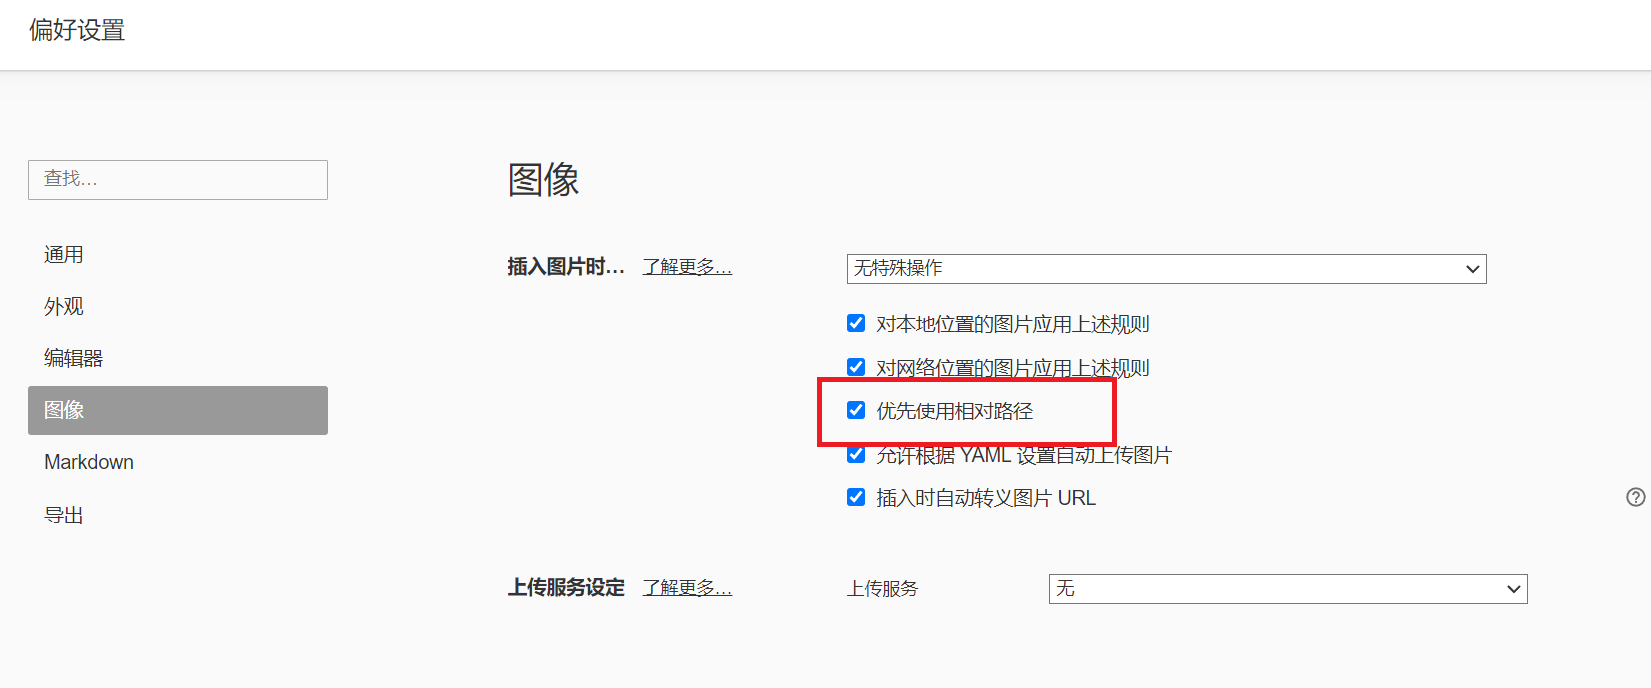 偏好设置
查找...
通用
外观
编辑器
图像
Markdown
导出
图像
插入图片时... 了解更多... 无特殊操作
对本地位置的图片应用上述规则
对网络位置的图片应用上述规则
优先使用相对路径
允许根据 YAML 设置自动上传图片
插入时自动转义图片 URL
上传服务设定 了解更多... 上传服务 无